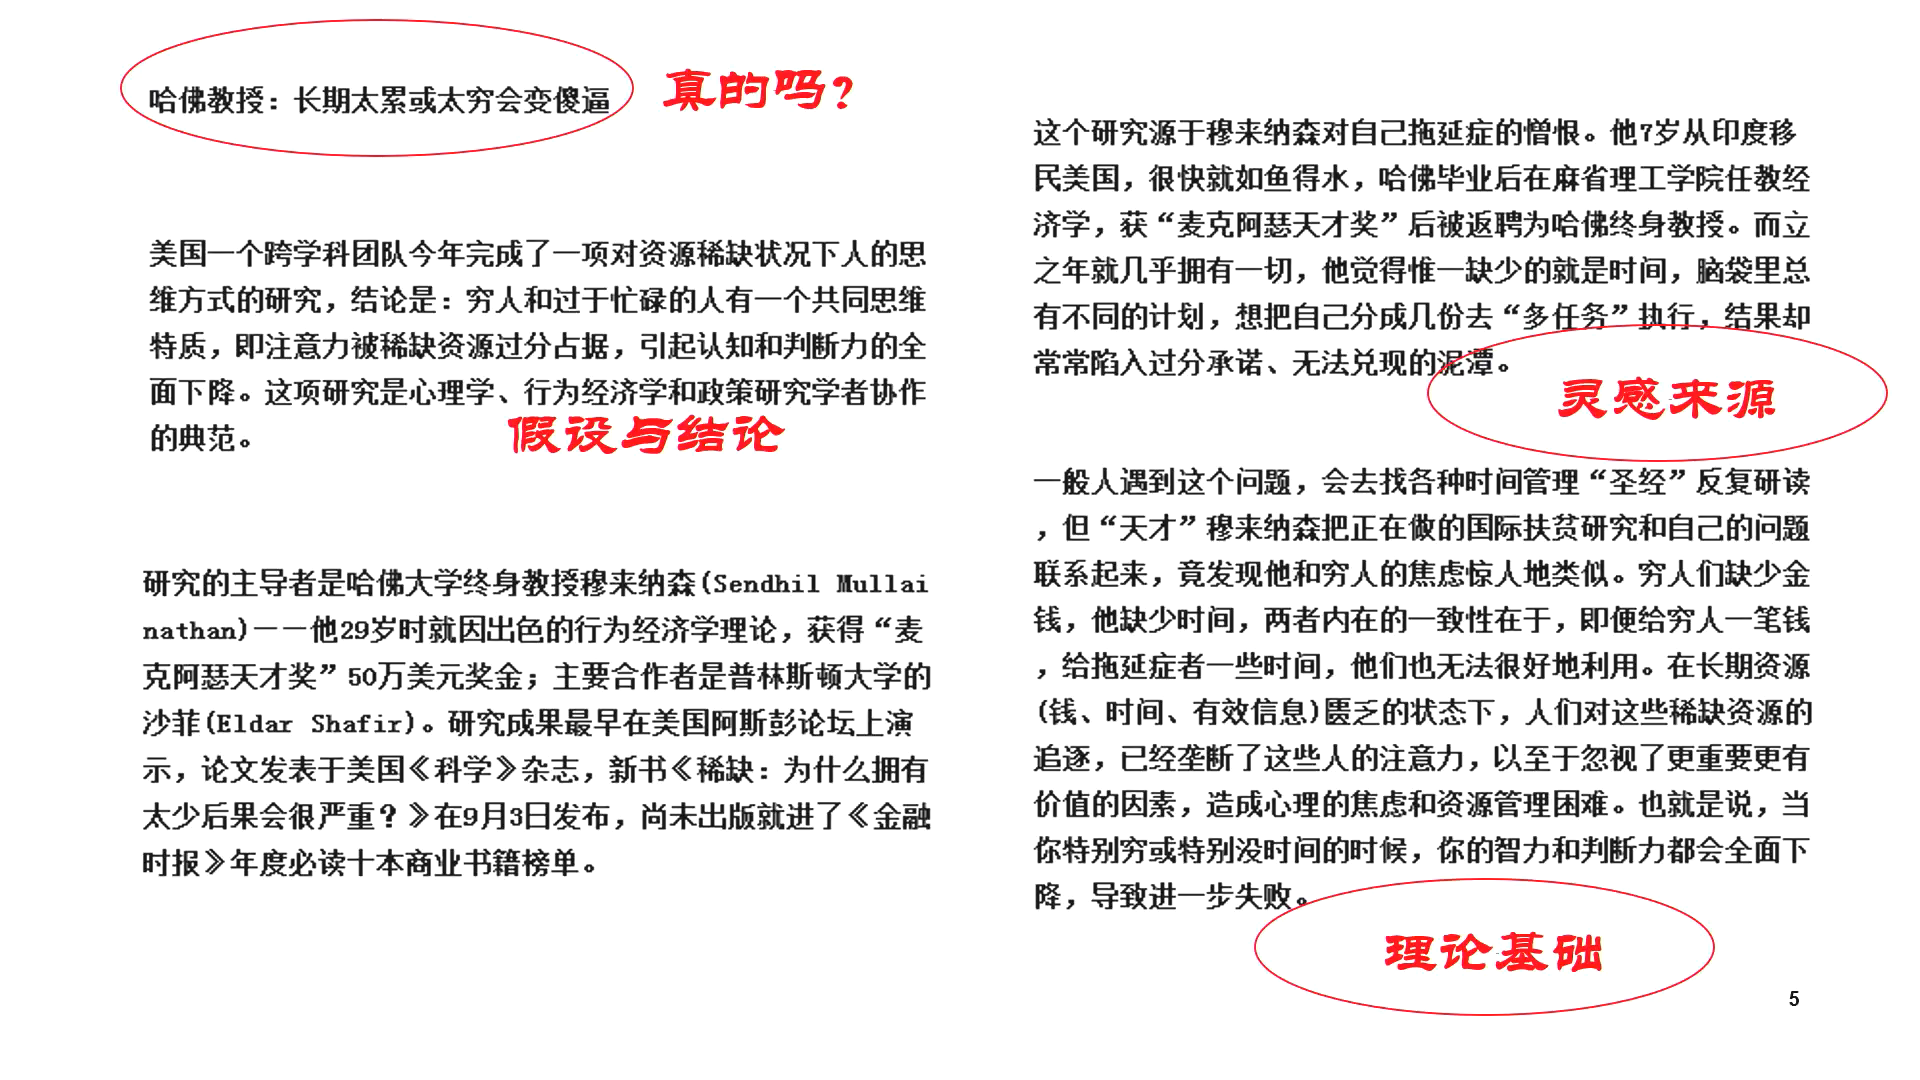 哈佛教授：长期太累或太穷会变傻逼
真的吗？
美国一个跨学科团队今年完成了一项对资源稀缺状况下人的思
维方式的研究，结论是：穷人和过于忙碌的人有一个共同思维
特质，即注意力被稀缺资源过分占据，引起认知和判断力的全
面下降。这项研究是心理学、行为经济学和政策研究学者协作
的典范。
假设与结论
研究的主导者是哈佛大学终身教授穆来纳森(Sendhil Mullai
nathan)——他29岁时就因出色的行为经济学理论，获得“麦
克阿瑟天才奖”50万美元奖金；主要合作者是普林斯顿大学的
沙菲(Eldar Shafir)。研究成果最早在美国阿斯彭论坛上演
示，论文发表于美国《科学》杂志，新书《稀缺：为什么拥有
太少后果会很严重？》在9月3日发布，尚未出版就进了《金融
时报》年度必读十本商业书籍榜单。
这个研究源于穆来纳森对自己拖延症的憎恨。他7岁从印度移
民美国，很快就如鱼得水，哈佛毕业后在麻省理工学院任教经
济学，获“麦克阿瑟天才奖”后被返聘为哈佛终身教授。而立
之年就几乎拥有一切，他觉得惟一缺少的就是时间，脑袋里总
有不同的计划，想把自己分成几份去“多任务”执行，结果却
常常陷入过分承诺、无法兑现的泥潭。
灵感来源
一般人遇到这个问题，会去找各种时间管理“圣经”反复研读
，但“天才”穆来纳森把正在做的国际扶贫研究和自己的问题
联系起来，竟发现他和穷人的焦虑惊人地类似。穷人们缺少金
钱，他缺少时间，两者内在的一致性在于，即便给穷人一笔钱
，给拖延症者一些时间，他们也无法很好地利用。在长期资源
(钱、时间、有效信息)匮乏的状态下，人们对这些稀缺资源的
追逐，已经垄断了这些人的注意力，以至于忽视了更重要更有
价值的因素，造成心理的焦虑和资源管理困难。也就是说，当
你特别穷或特别没时间的时候，你的智力和判断力都会全面下
降，导致进一步失败。
理论基础
5